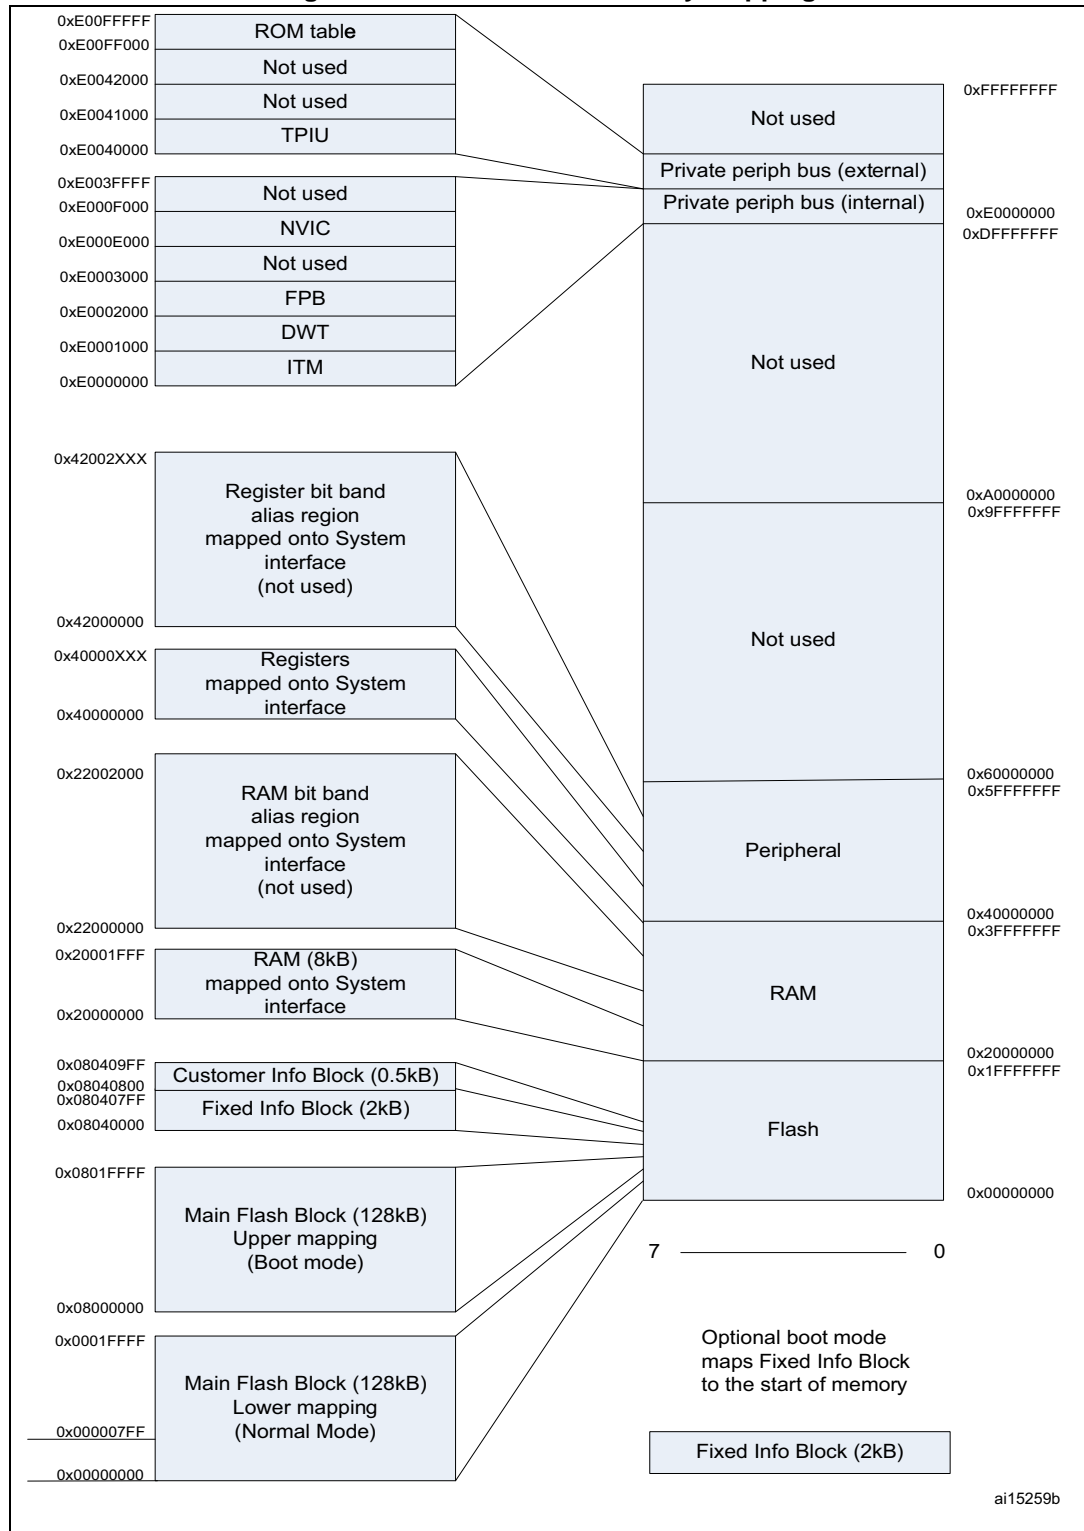 0xE00FFFFF
ROM table
0xE00FF000
Not used
0xE0042000
Not used
0xE0041000
TPIU
0xE0040000
0xE003FFFF
Not used
0xE000F000
NVIC
0xE000E000
Not used
0xE0003000
FPB
0xE0002000
DWT
0xE0001000
ITM
0xE0000000
0x42002XXX
Register bit band
alias region
mapped onto System
interface
(not used)
0x42000000
0x40000XXX
Registers
mapped onto System
interface
0x40000000
0x22002000
RAM bit band
alias region
mapped onto System
interface
(not used)
0x22000000
0x20001FFF
RAM (8kB)
mapped onto System
interface
0x20000000
0x080409FF
Customer Info Block (0.5kB)
0x08040800
0x080407FF
Fixed Info Block (2kB)
0x08040000
0x0801FFFF
Main Flash Block (128kB)
Upper mapping
(Boot mode)
0x08000000
0x0001FFFF
Main Flash Block (128kB)
Lower mapping
(Normal Mode)
0x000007FF
0x00000000
0xFFFFFFFF
Not used
Private periph bus (external)
Private periph bus (internal)
0xE0000000
0xDFFFFFFF
Not used
0xA0000000
0x9FFFFFFF
Not used
0x60000000
0x5FFFFFFF
Peripheral
0x40000000
0x3FFFFFFF
RAM
0x20000000
0x1FFFFFFF
Flash
0x00000000
7 0
Optional boot mode
maps Fixed Info Block
to the start of memory
Fixed Info Block (2kB)
ai15259b